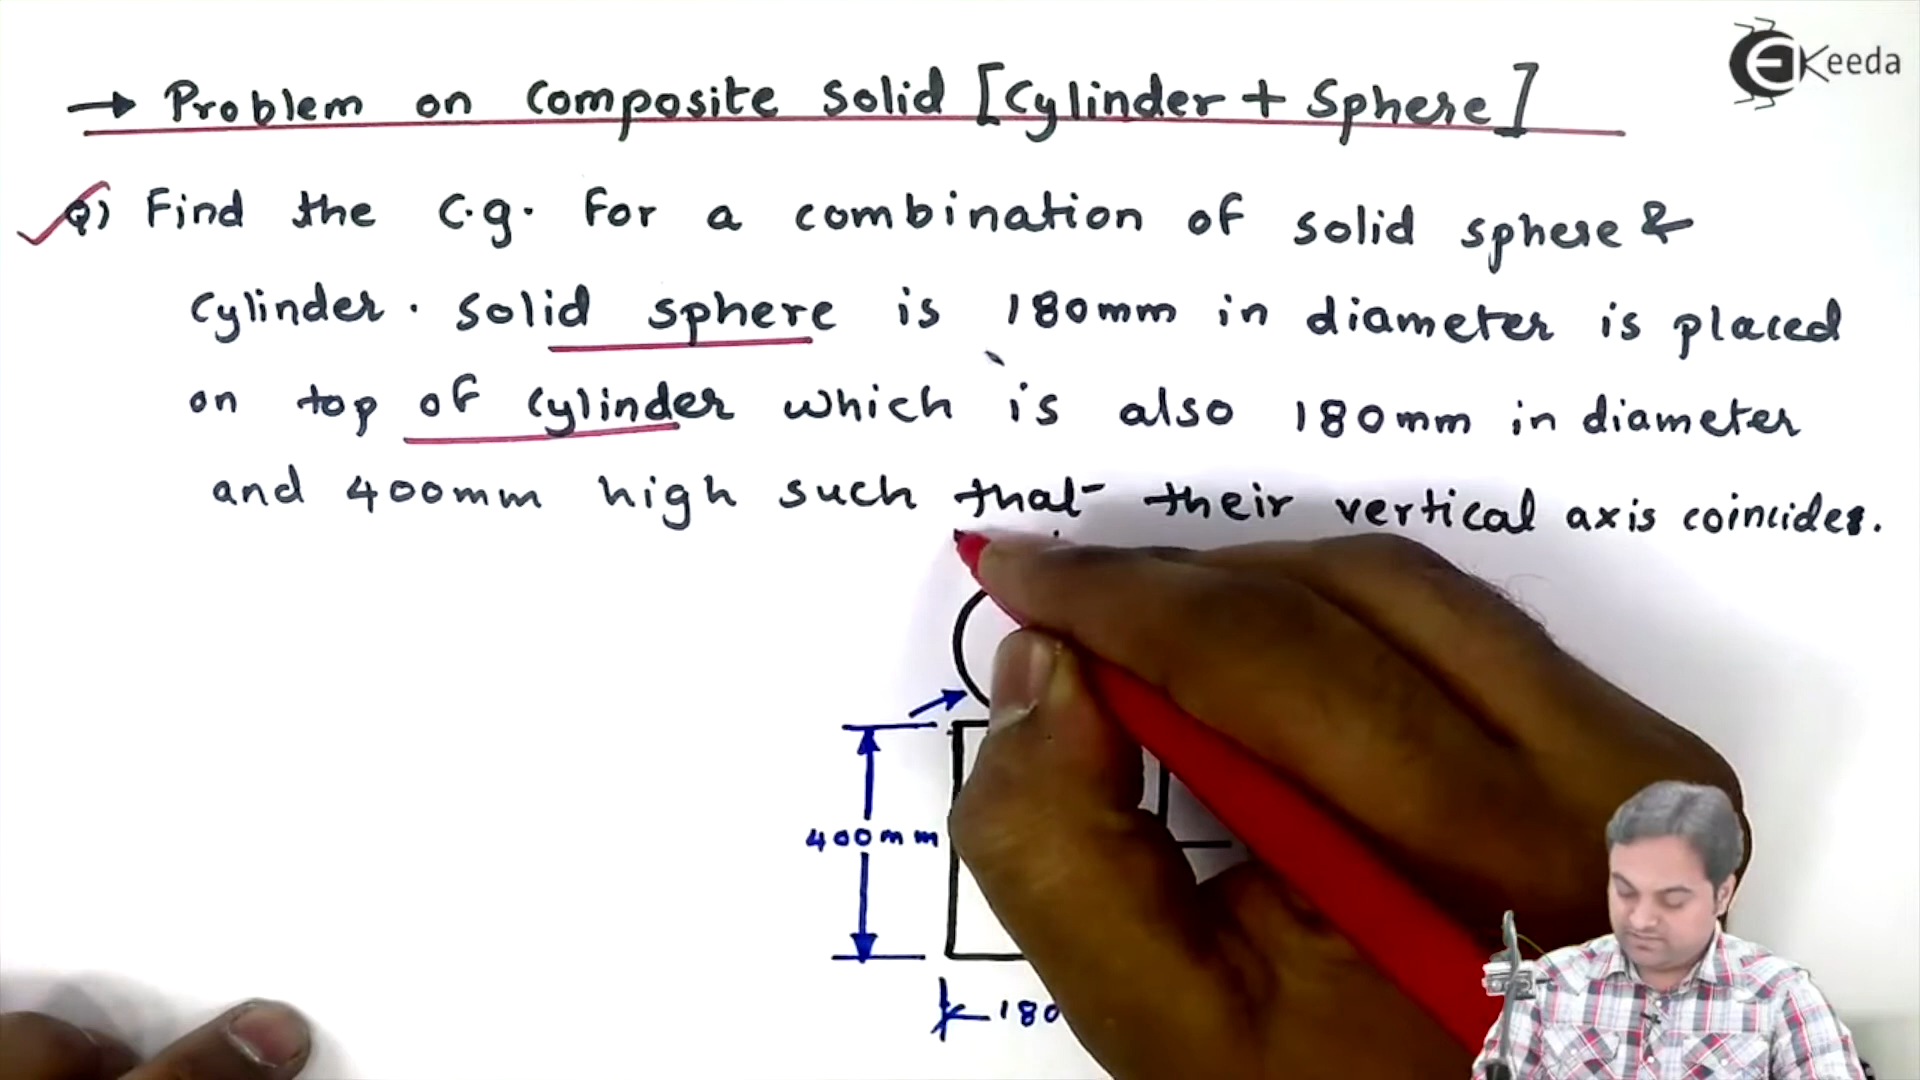 EKeeda
→ Problem on Composite Solid [Cylinder + Sphere]
Q) Find the C.g. For a combination of solid sphere &
Cylinder. Solid sphere is 180mm in diameter is placed
on top of cylinder which is also 180mm in diameter
and 400mm high such that their vertical axis coincides.
400mm
180